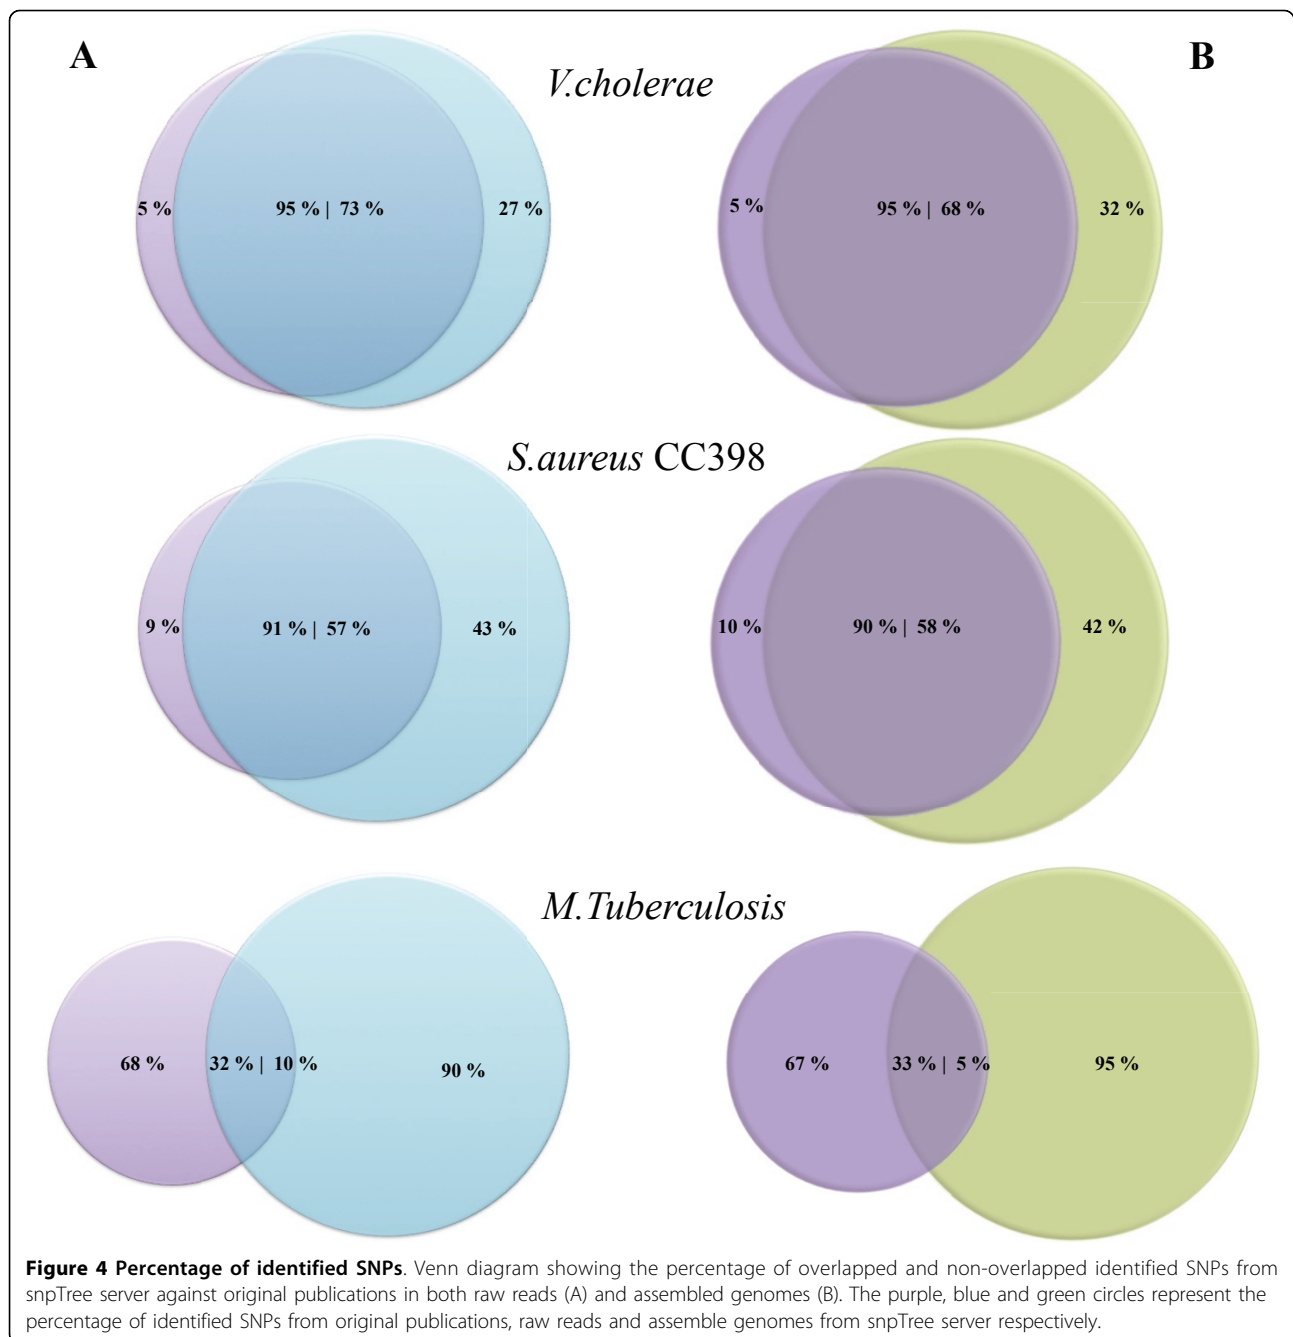 A
B
V.cholerae
5 %
95 % | 73 %
27 %
5 %
95 % | 68 %
32 %
S.aureus CC398
9 %
91 % | 57 %
43 %
10 %
90 % | 58 %
42 %
M.Tuberculosis
68 %
32 % | 10 %
90 %
67 %
33 % | 5 %
95 %
Figure 4 Percentage of identified SNPs. Venn diagram showing the percentage of overlapped and non-overlapped identified SNPs from
snpTree server against original publications in both raw reads (A) and assembled genomes (B). The purple, blue and green circles represent the
percentage of identified SNPs from original publications, raw reads and assemble genomes from snpTree server respectively.